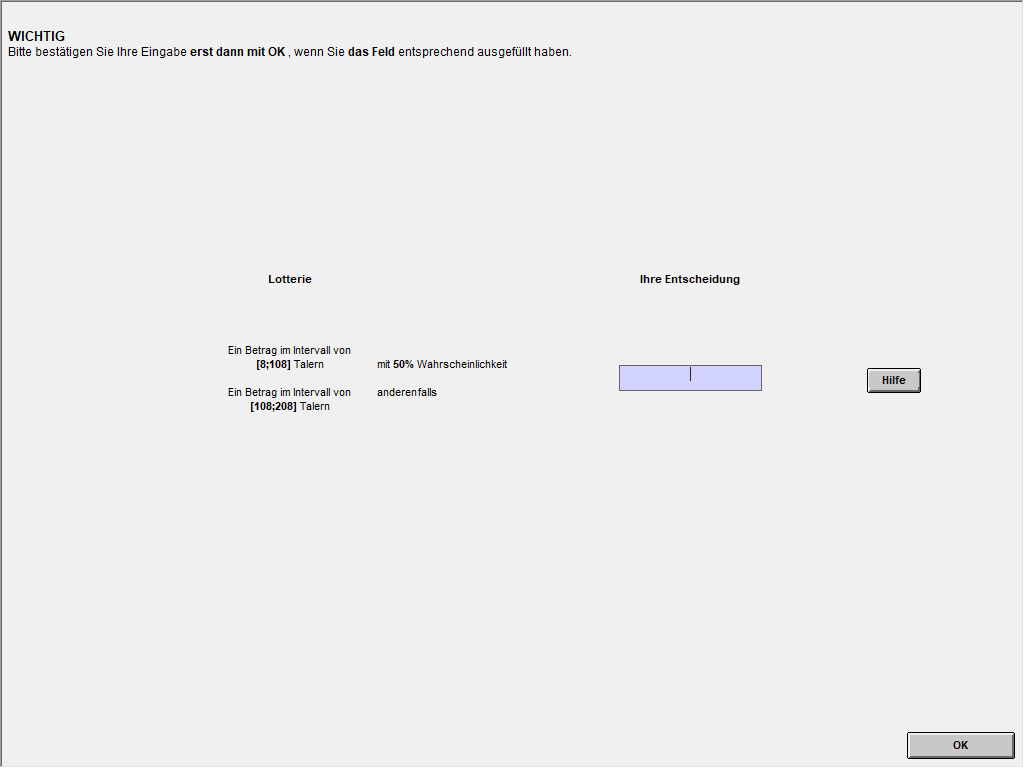 WICHTIG
Bitte bestätigen Sie Ihre Eingabe erst dann mit OK , wenn Sie das Feld entsprechend ausgefüllt haben.
Lotterie
Ihre Entscheidung
Ein Betrag im Intervall von
[8;108] Talern
mit 50% Wahrscheinlichkeit
Ein Betrag im Intervall von
anderenfalls
[108;208] Talern
Hilfe
OK